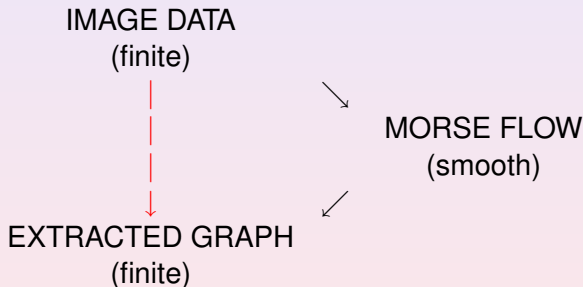 IMAGE DATA
(finite)
MORSE FLOW
(smooth)
EXTRACTED GRAPH
(finite)